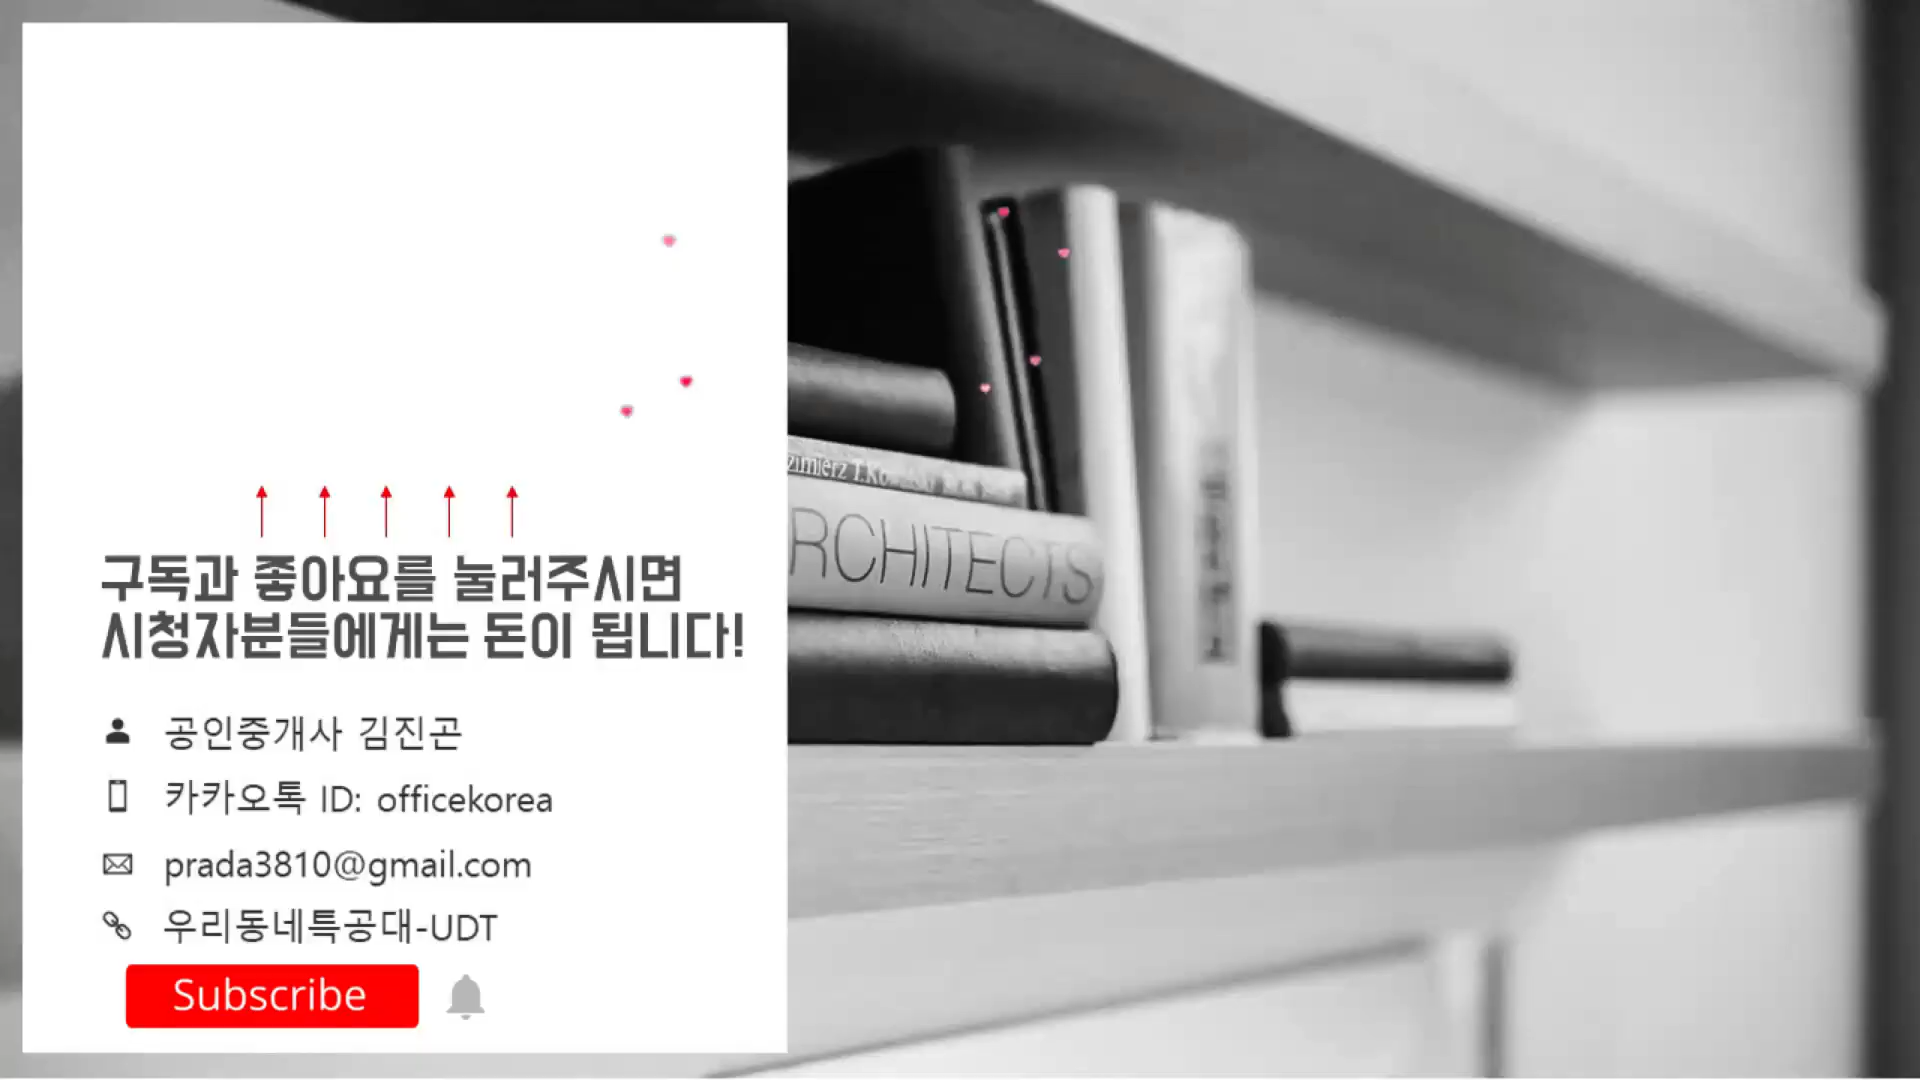 구독과 좋아요를 눌러주시면
시청자분들에게는 돈이 됩니다!
공인중개사 김진곤
카카오톡 ID: officekorea
prada3810@gmail.com
우리동네특공대-UDT
Subscribe
RCHITECTS